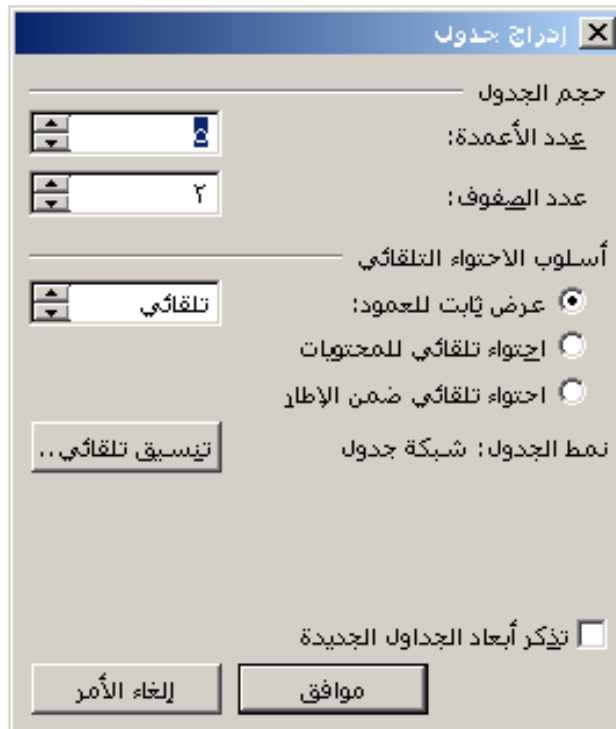 إدراج جدول
حجم الجدول
عدد الأعمدة: ٥
عدد الصفوف: ٢
أسلوب الاحتواء التلقائي
عرض ثابت للعمود: تلقائي
احتواء تلقائي للمحتويات
احتواء تلقائي ضمن الإطار
نمط الجدول: شبكة جدول تنسيق تلقائي..
تذكر أبعاد الجداول الجديدة
موافق إلغاء الأمر